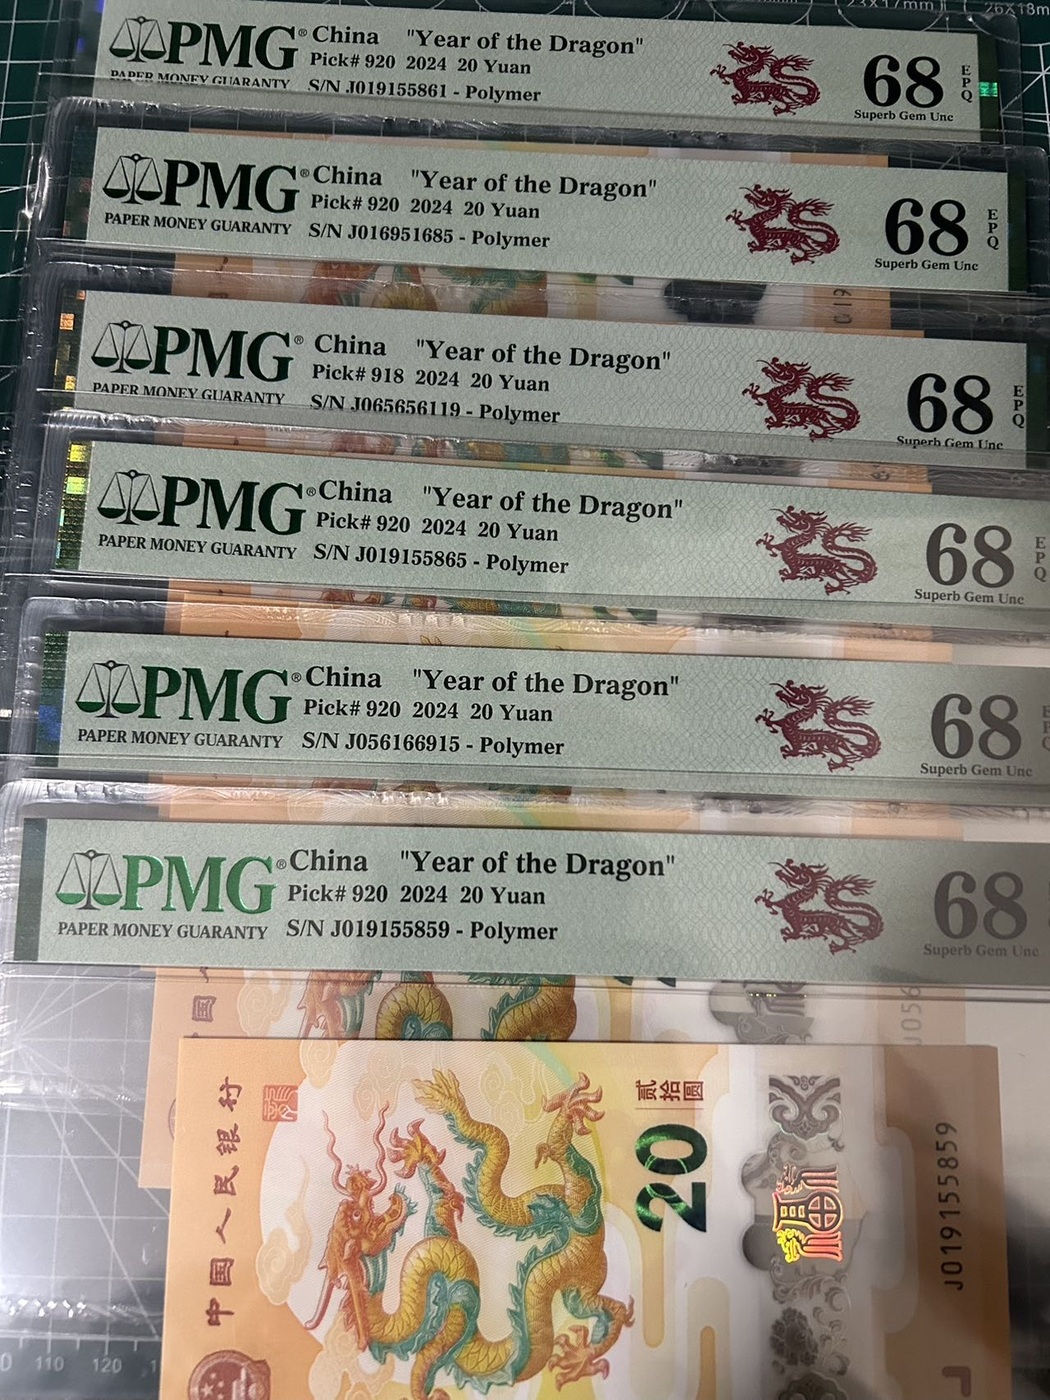 23X17mm
26X18m
PMG® China "Year of the Dragon"
Pick# 920 2024 20 Yuan
PAPER MONEY GUARANTY S/N J019155861 - Polymer
68 EPQ
Superb Gem Unc
PMG® China "Year of the Dragon"
Pick# 920 2024 20 Yuan
PAPER MONEY GUARANTY S/N J016951685 - Polymer
68 EPQ
Superb Gem Unc
019
PMG® China "Year of the Dragon"
Pick# 918 2024 20 Yuan
PAPER MONEY GUARANTY S/N J065656119 - Polymer
68 EPQ
Superb Gem Unc
PMG® China "Year of the Dragon"
Pick# 920 2024 20 Yuan
PAPER MONEY GUARANTY S/N J019155865 - Polymer
68 EPQ
Superb Gem Unc
PMG® China "Year of the Dragon"
Pick# 920 2024 20 Yuan
PAPER MONEY GUARANTY S/N J056166915 - Polymer
68 EPQ
Superb Gem Unc
PMG® China "Year of the Dragon"
Pick# 920 2024 20 Yuan
PAPER MONEY GUARANTY S/N J019155859 - Polymer
68
Superb Gem Unc
中国人民银行
贰拾圆
20
J019155859
J056
110 120